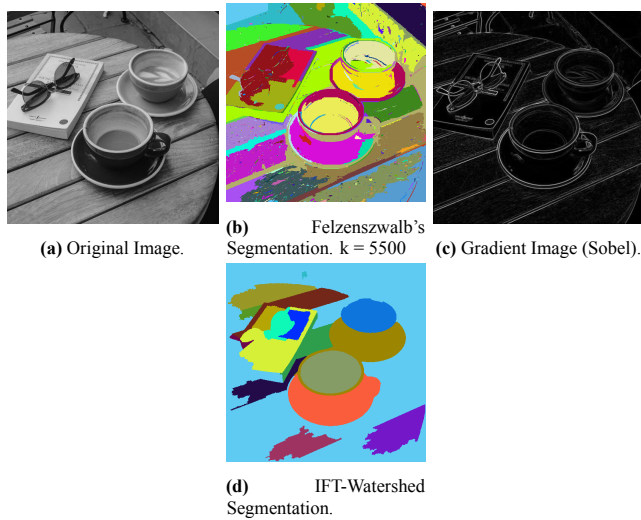 (a) Original Image.
(b) Felzenszwalb's
Segmentation. k = 5500
(c) Gradient Image (Sobel).
(d) IFT-Watershed
Segmentation.